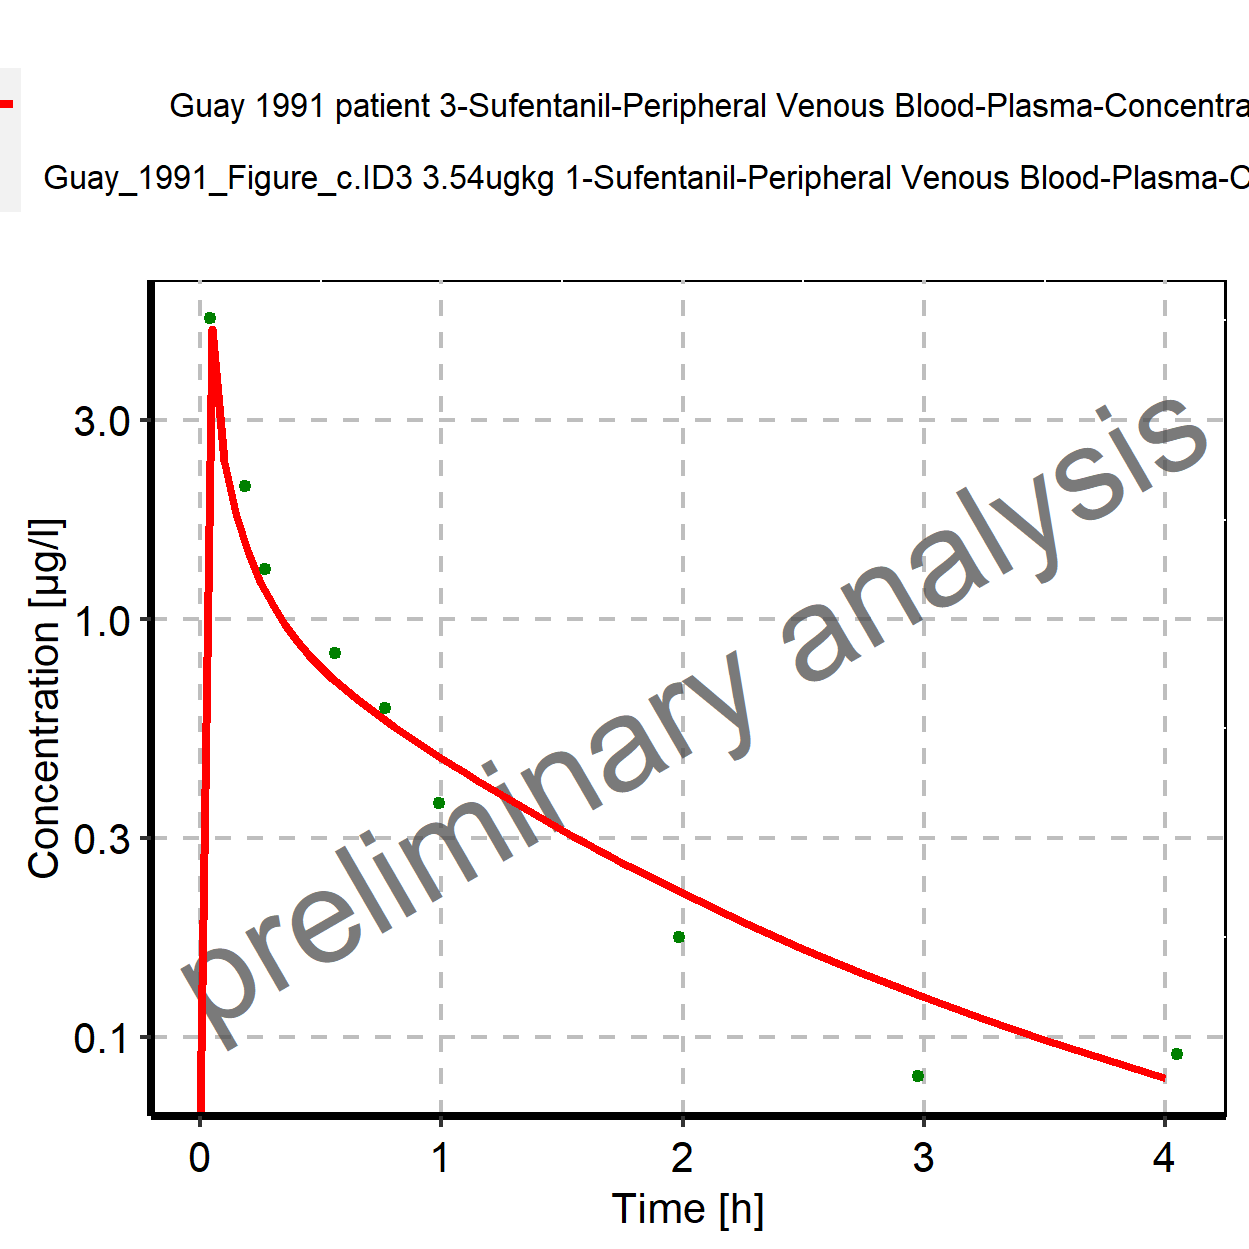 Guay 1991 patient 3-Sufentanil-Peripheral Venous Blood-Plasma-Concentra
Guay_1991_Figure_c.ID3 3.54ugkg 1-Sufentanil-Peripheral Venous Blood-Plasma-C
3.0
1.0
0.3
0.1
Concentration [µg/l]
preliminary analysis
0 1 2 3 4
Time [h]